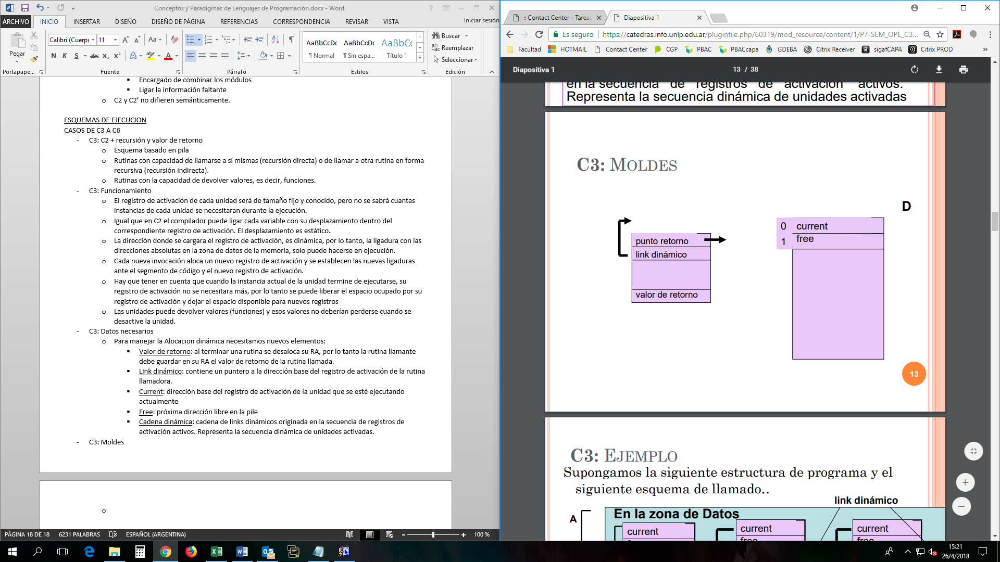 Conceptos y Paradigmas de Lenguajes de Programación.docx - Word
ARCHIVO INICIO INSERTAR DISEÑO DISEÑO DE PÁGINA REFERENCIAS CORRESPONDENCIA REVISAR VISTA Iniciar sesión
Pegar
Calibri (Cuerpo 11
Aa
N K S abc x₂ x²
AaBbCcDc AaBbCcDc AaBbCc
¶ Normal ¶ Sin espa... Título 1
Buscar
Reemplazar
Seleccionar
Portapape... Fuente Párrafo Estilos Edición
▪ Encargado de combinar los módulos
▪ Ligar la información faltante
o C2 y C2’ no difieren semánticamente.
ESQUEMAS DE EJECUCION
CASOS DE C3 A C6
- C3: C2 + recursión y valor de retorno
o Esquema basado en pila
o Rutinas con capacidad de llamarse a sí mismas (recursión directa) o de llamar a otra rutina en forma
recursiva (recursión indirecta).
o Rutinas con la capacidad de devolver valores, es decir, funciones.
- C3: Funcionamiento
o El registro de activación de cada unidad será de tamaño fijo y conocido, pero no se sabrá cuantas
instancias de cada unidad se necesitaran durante la ejecución.
o Igual que en C2 el compilador puede ligar cada variable con su desplazamiento dentro del
correspondiente registro de activación. El desplazamiento es estático.
o La dirección donde se cargara el registro de activación, es dinámica, por lo tanto, la ligadura con las
direcciones absolutas en la zona de datos de la memoria, solo puede hacerse en ejecución.
o Cada nueva invocación aloca un nuevo registro de activación y se establecen las nuevas ligaduras
ante el segmento de código y el nuevo registro de activación.
o Hay que tener en cuenta que cuando la instancia actual de la unidad termine de ejecutarse, su
registro de activación no se necesitara más, por lo tanto se puede liberar el espacio ocupado por su
registro de activación y dejar el espacio disponible para nuevos registros
o Las unidades puede devolver valores (funciones) y esos valores no deberían perderse cuando se
desactive la unidad.
- C3: Datos necesarios
o Para manejar la Alocacion dinámica necesitamos nuevos elementos:
▪ Valor de retorno: al terminar una rutina se desaloca su RA, por lo tanto la rutina llamante
debe guardar en su RA el valor de retorno de la rutina llamada.
▪ Link dinámico: contiene un puntero a la dirección base del registro de activación de la rutina
llamadora.
▪ Current: dirección base del registro de activación de la unidad que se esté ejecutando
actualmente
▪ Free: próxima dirección libre en la pile
▪ Cadena dinámica: cadena de links dinámicos originada en la secuencia de registros de
activación activos. Representa la secuencia dinámica de unidades activadas.
- C3: Moldes
o
PÁGINA 18 DE 18 6231 PALABRAS ESPAÑOL (ARGENTINA) 100 %
:: Contact Center - Tareas Diapositiva 1
Es seguro https://catedras.info.unlp.edu.ar/pluginfile.php/60319/mod_resource/content/1/P7-SEM_OPE_C3...
Facultad HOTMAIL Contact Center CGP PBAC PBACcapa GDEBA Citrix Receiver sigafCAPA Citrix PROD »
Diapositiva 1 13 / 38
en la secuencia de registros de activación activos.
Representa la secuencia dinámica de unidades activadas
C3: MOLDES
D
0 current
1 free
punto retorno
link dinámico
valor de retorno
13
C3: EJEMPLO
Supongamos la siguiente estructura de programa y el
siguiente esquema de llamado..
link dinámico
A
En la zona de Datos
current current current
free free
15:21
26/4/2018